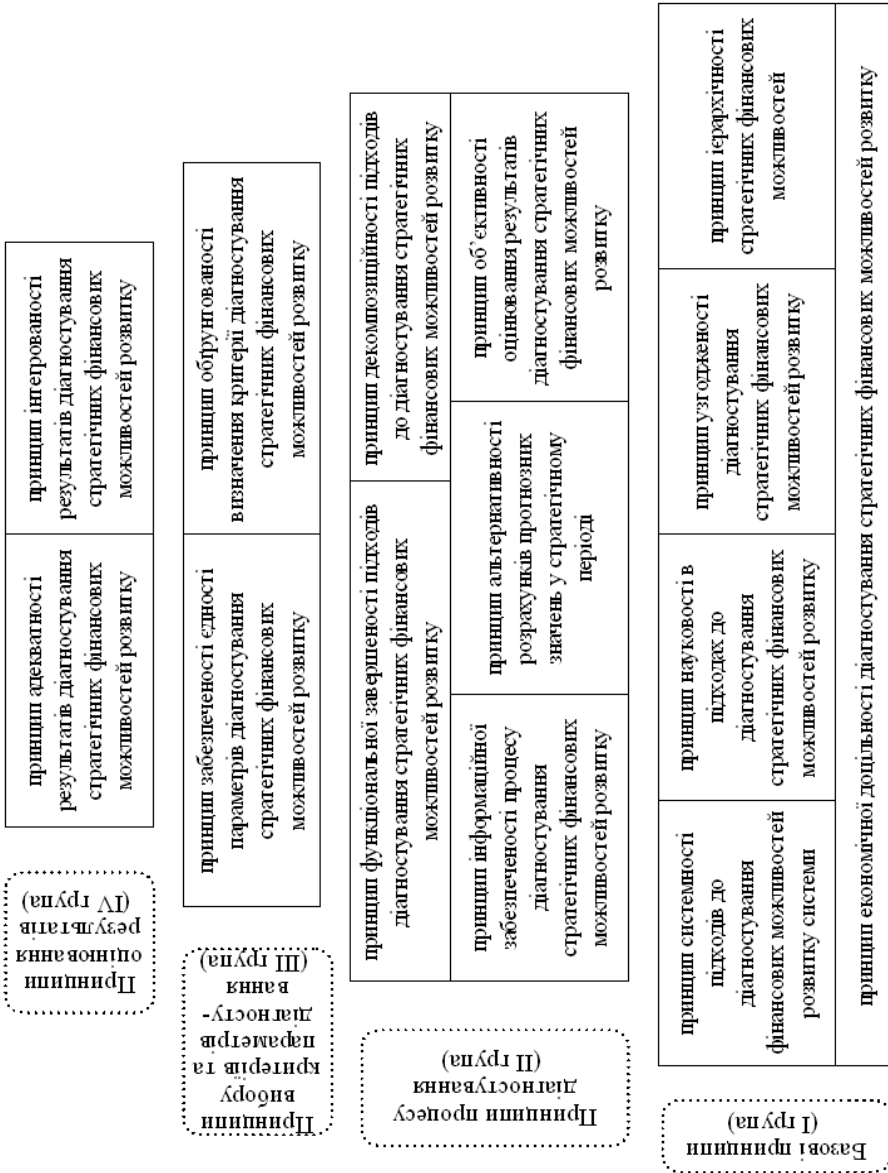 Принципи
оцінювання
результатів
(IV група)
принцип адекватності
результатів діагностування
стратегічних фінансових
можливостей розвитку
принцип інтегрованості
результатів діагностування
стратегічних фінансових
можливостей розвитку
Принципи
вибору
критеріїв та
параметрів
діагносту-
вання
(III група)
принцип забезпеченості єдності
параметрів діагностування
стратегічних фінансових
можливостей розвитку
принцип обґрунтованості
визначення критерії діагностування
стратегічних фінансових
можливостей розвитку
Принципи процесу
діагностування
(II група)
принцип функціональної завершеності підходів
діагностування стратегічних фінансових
можливостей розвитку
принцип декомпозиційності підходів
до діагностування стратегічних
фінансових можливостей розвитку
принцип інформаційної
забезпеченості процесу
діагностування
стратегічних фінансових
можливостей розвитку
принцип альтернативності
розрахунків прогнозних
значень у стратегічному
періоді
принцип об’єктивності
оцінювання результатів
діагностування стратегічних
фінансових можливостей
розвитку
Базові принципи
(I група)
принцип системності
підходів до
діагностування
фінансових можливостей
розвитку системи
принцип науковості в
підходах до
діагностування
стратегічних фінансових
можливостей розвитку
принцип узгодженості
діагностування
стратегічних фінансових
можливостей розвитку
принцип ієрархічності
стратегічних фінансових
можливостей
принцип економічної доцільності діагностування стратегічних фінансових можливостей розвитку